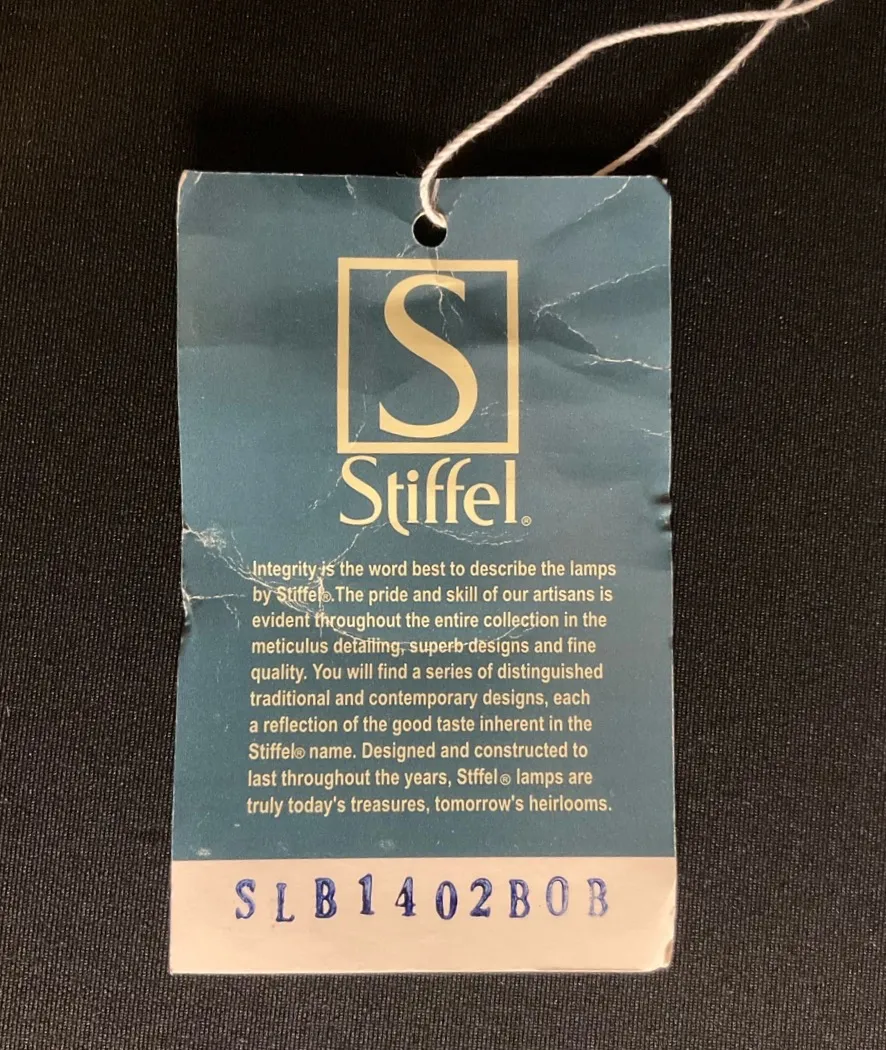 S
Stiffel®
Integrity is the word best to describe the lamps
by Stiffel®.The pride and skill of our artisans is
evident throughout the entire collection in the
meticulus detailing, superb designs and fine
quality. You will find a series of distinguished
traditional and contemporary designs, each
a reflection of the good taste inherent in the
Stiffel® name. Designed and constructed to
last throughout the years, Stffel® lamps are
truly today's treasures, tomorrow's heirlooms.
SLB1402BOB